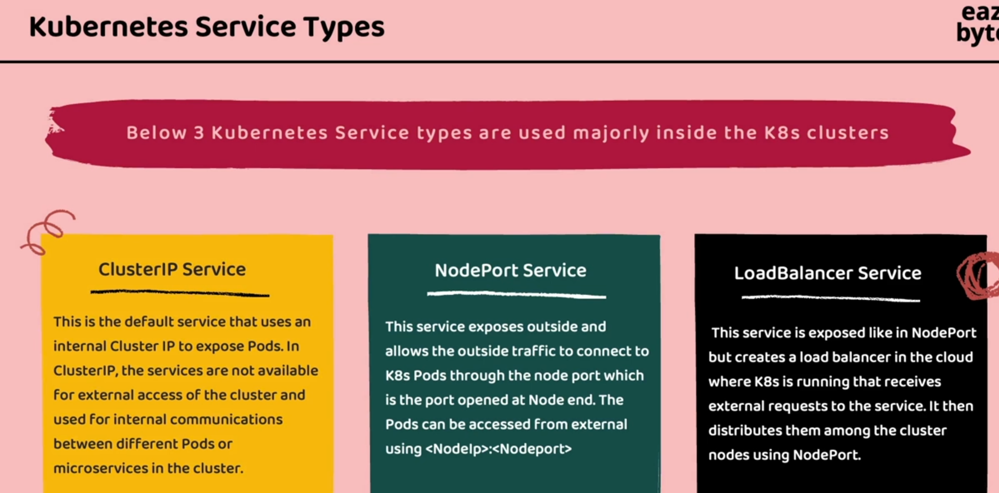 Kubernetes Service Types
eaz
byt
Below 3 Kubernetes Service types are used majorly inside the K8s clusters
ClusterIP Service
This is the default service that uses an
internal Cluster IP to expose Pods. In
ClusterIP, the services are not available
for external access of the cluster and
used for internal communications
between different Pods or
microservices in the cluster.
NodePort Service
This service exposes outside and
allows the outside traffic to connect to
K8s Pods through the node port which
is the port opened at Node end. The
Pods can be accessed from external
using <NodeIp>:<Nodeport>
LoadBalancer Service
This service is exposed like in NodePort
but creates a load balancer in the cloud
where K8s is running that receives
external requests to the service. It then
distributes them among the cluster
nodes using NodePort.